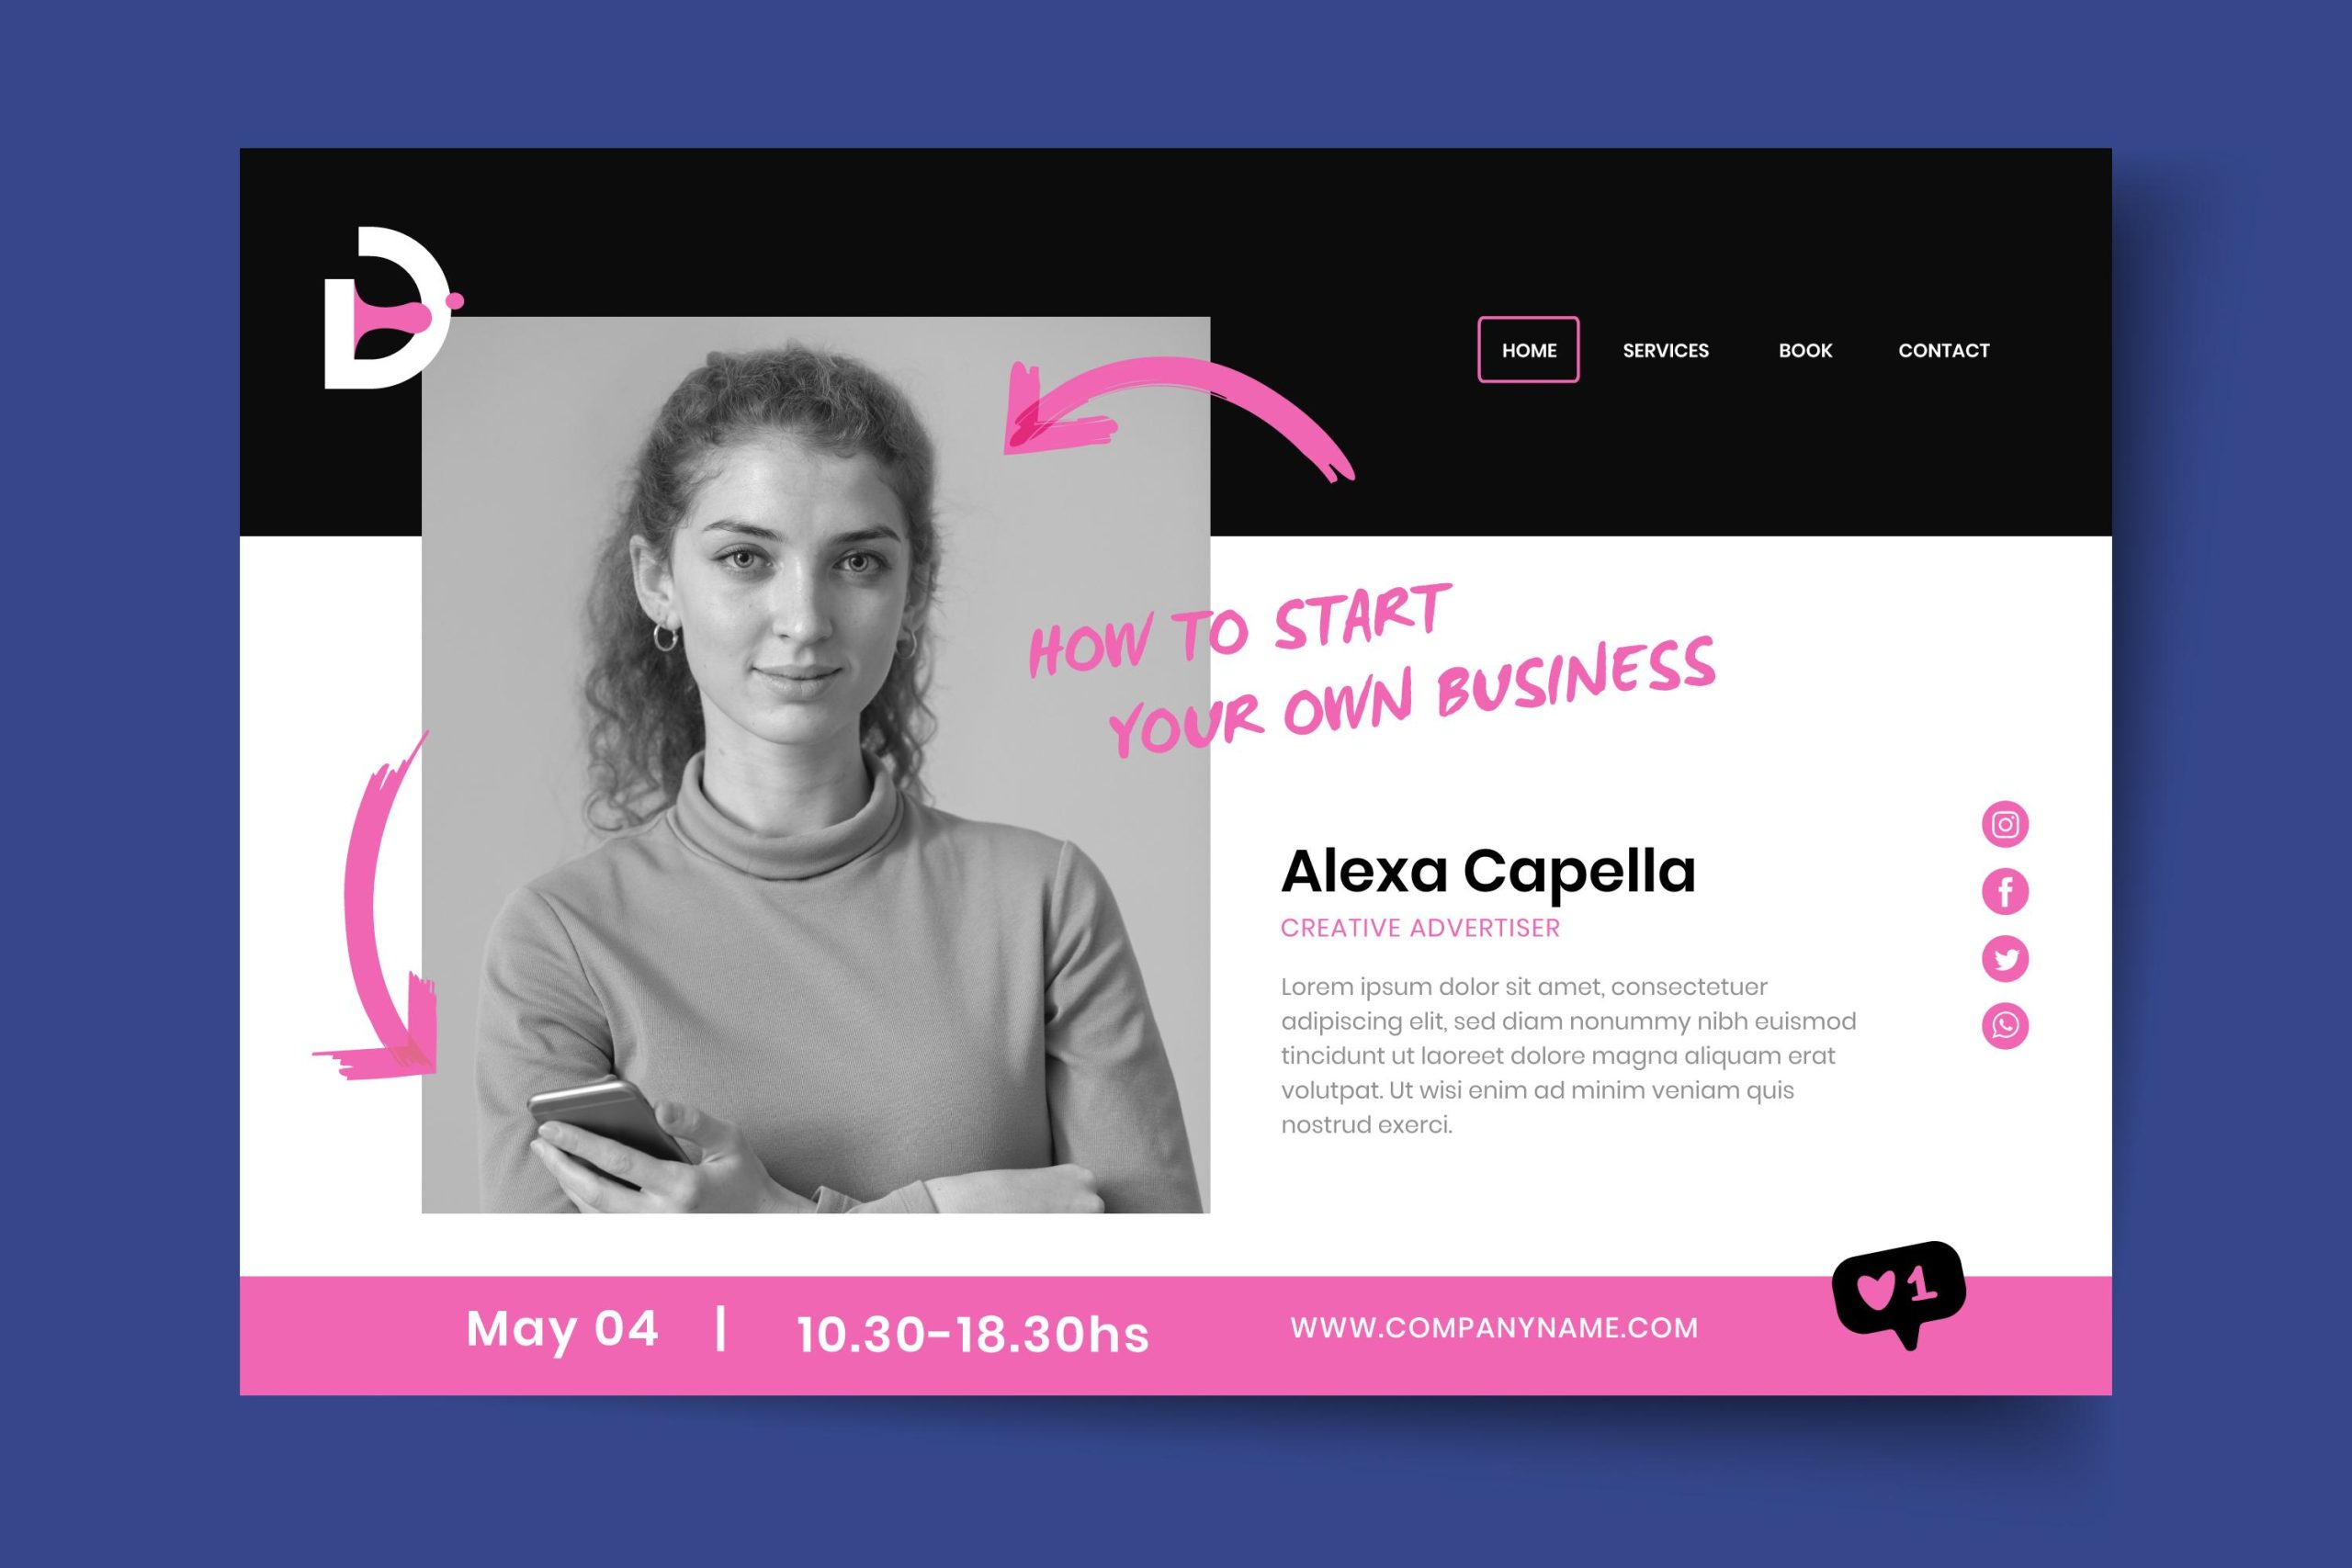 HOME SERVICES BOOK CONTACT
HOW TO START
YOUR OWN BUSINESS
Alexa Capella
CREATIVE ADVERTISER
Lorem ipsum dolor sit amet, consectetuer
adipiscing elit, sed diam nonummy nibh euismod
tincidunt ut laoreet dolore magna aliquam erat
volutpat. Ut wisi enim ad minim veniam quis
nostrud exerci.
1
May 04 | 10.30-18.30hs WWW.COMPANYNAME.COM